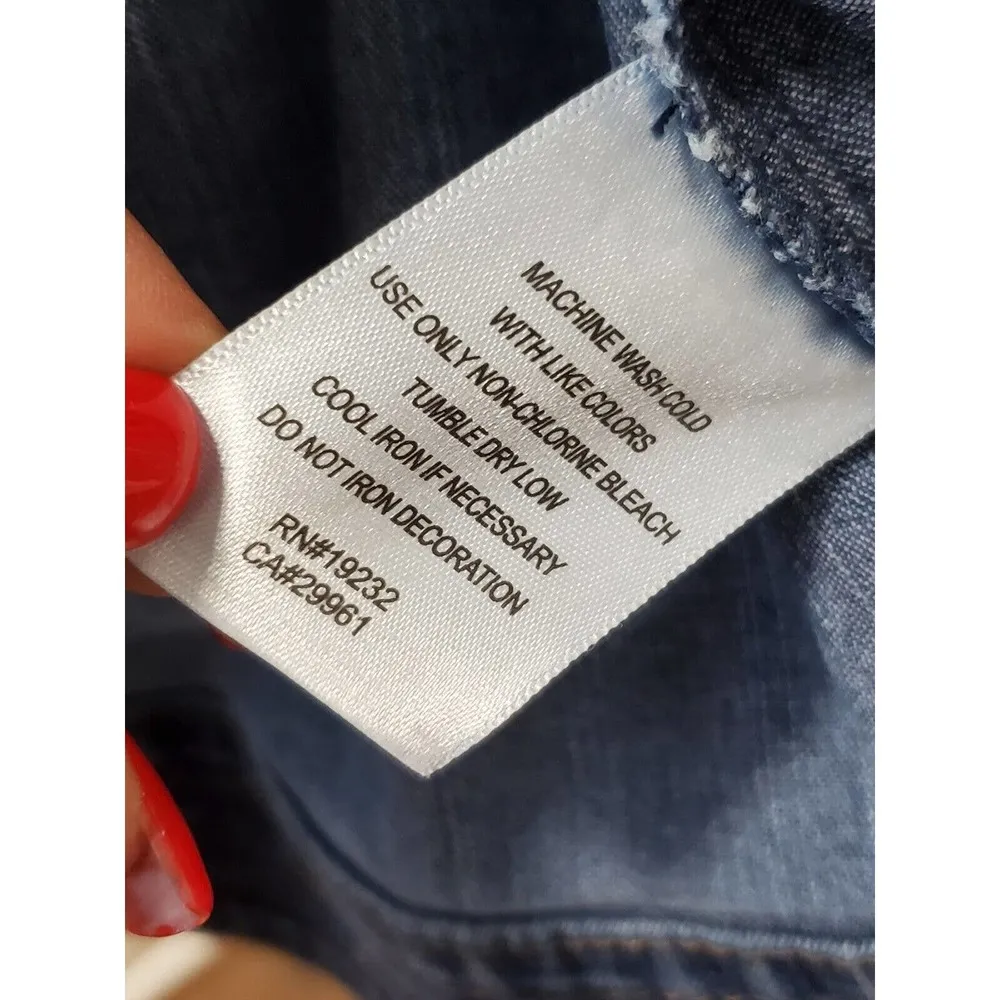 MACHINE WASH COLD
WITH LIKE COLORS
USE ONLY NON-CHLORINE BLEACH
TUMBLE DRY LOW
COOL IRON IF NECESSARY
DO NOT IRON DECORATION
RN#19232
CA#29961